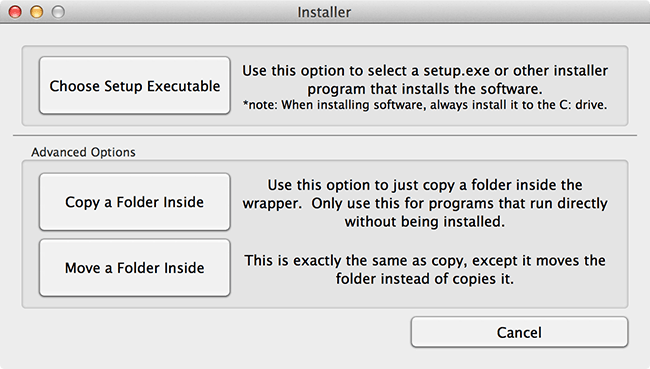 Installer
Choose Setup Executable
Use this option to select a setup.exe or other installer
program that installs the software.
*note: When installing software, always install it to the C: drive.
Advanced Options
Copy a Folder Inside
Use this option to just copy a folder inside the
wrapper.  Only use this for programs that run directly
without being installed.
Move a Folder Inside
This is exactly the same as copy, except it moves the
folder instead of copies it.
Cancel